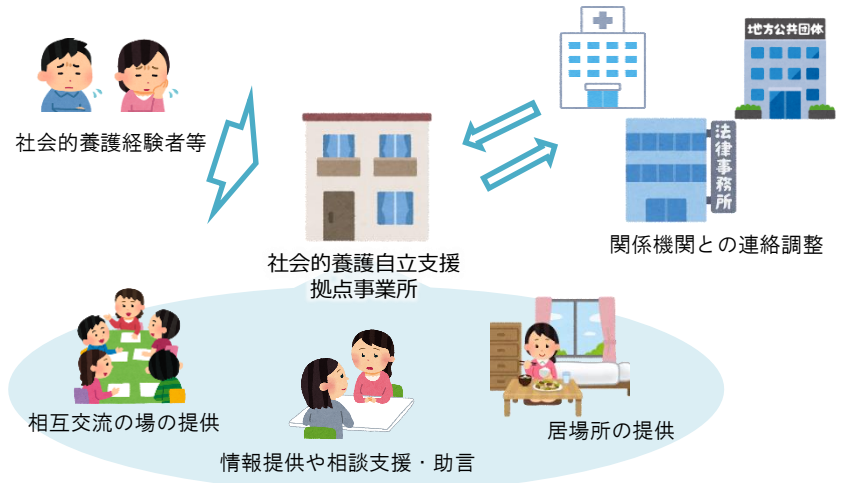 地方公共団体
法律事務所
社会的養護経験者等
関係機関との連絡調整
社会的養護自立支援
拠点事業所
相互交流の場の提供
居場所の提供
情報提供や相談支援・助言